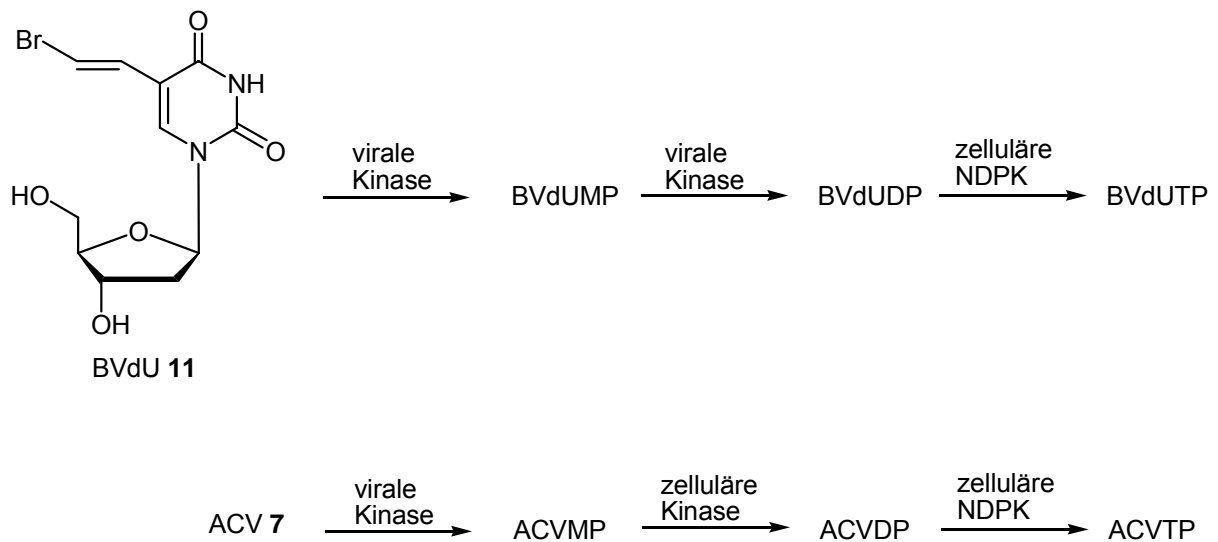 Br
O
NH
N
O
HO
O
OH
BVdU 11
virale
Kinase
BVdUMP
virale
Kinase
BVdUDP
zelluläre
NDPK
BVdUTP
ACV 7
virale
Kinase
ACVMP
zelluläre
Kinase
ACVDP
zelluläre
NDPK
ACVTP